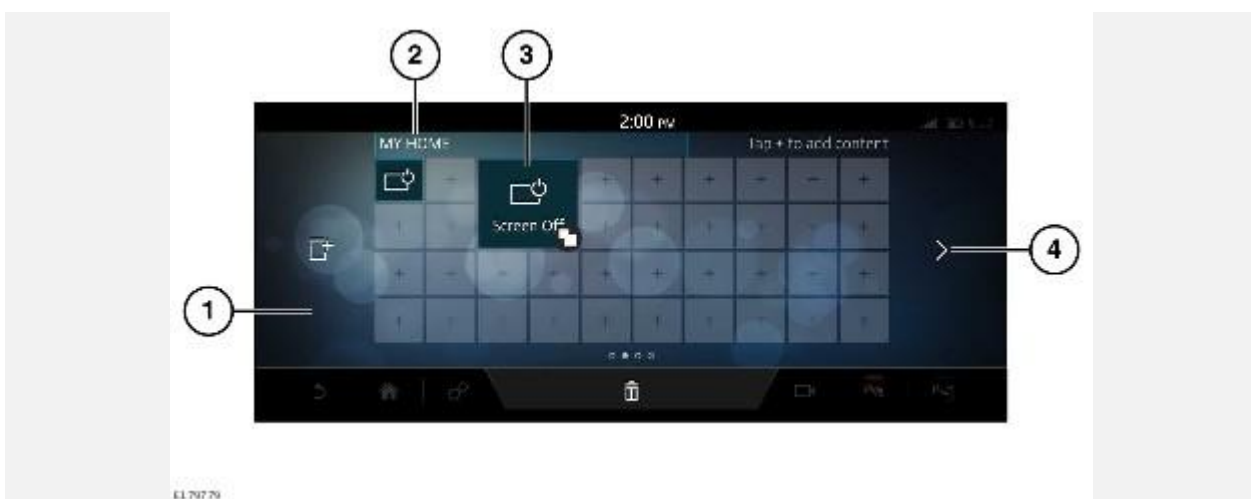 2
3
2:00 PM
MY HOME
Tap + to add content
Screen Off
4
1
E179779